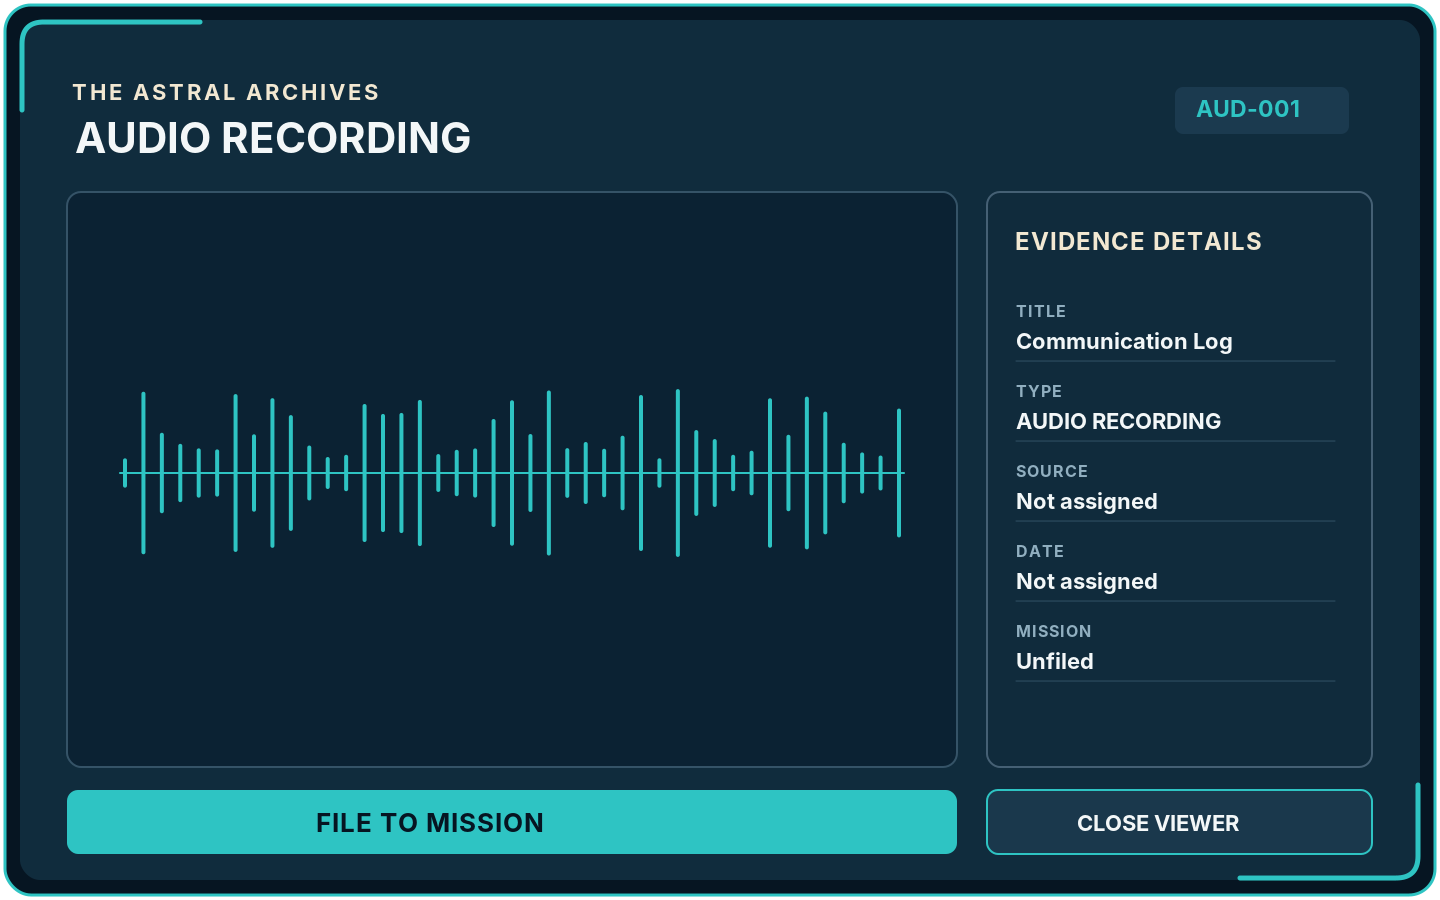 THE ASTRAL ARCHIVES
AUDIO RECORDING
AUD-001
EVIDENCE DETAILS
TITLE
Communication Log
TYPE
AUDIO RECORDING
SOURCE
Not assigned
DATE
Not assigned
MISSION
Unfiled
FILE TO MISSION
CLOSE VIEWER